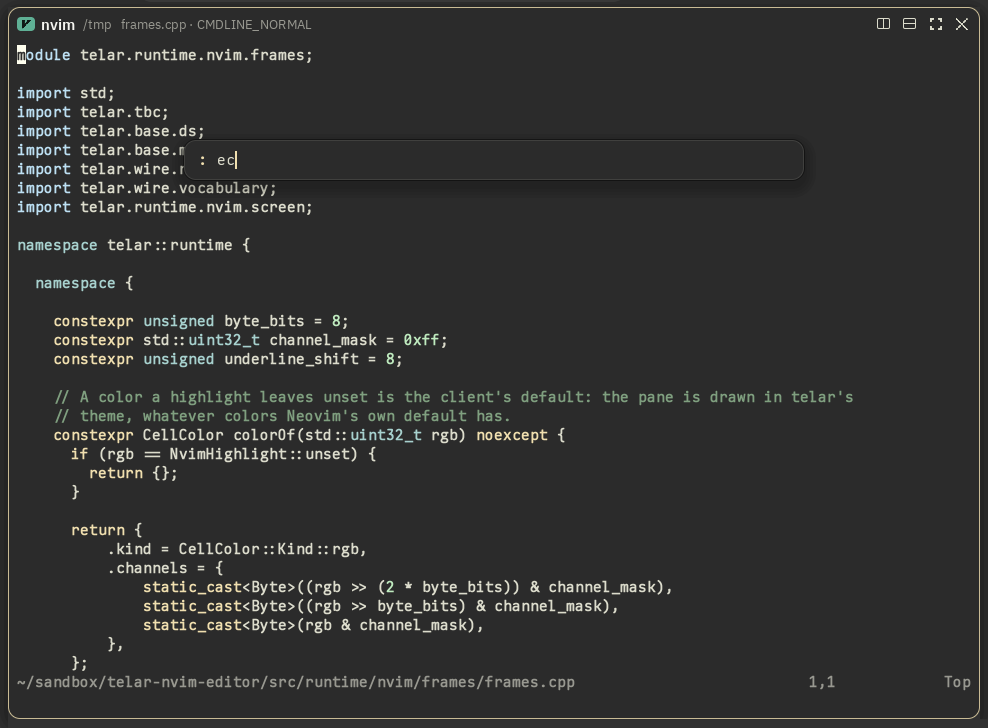 nvim /tmp frames.cpp · CMDLINE_NORMAL
module telar.runtime.nvim.frames;
import std;
import telar.tbc;
import telar.base.ds;
import telar.base.m
: ec
import telar.wire.
import telar.wire.vocabulary;
import telar.runtime.nvim.screen;
namespace telar::runtime {
namespace {
constexpr unsigned byte_bits = 8;
constexpr std::uint32_t channel_mask = 0xff;
constexpr unsigned underline_shift = 8;
// A color a highlight leaves unset is the client's default: the pane is drawn in telar's
// theme, whatever colors Neovim's own default has.
constexpr CellColor colorOf(std::uint32_t rgb) noexcept {
if (rgb == NvimHighlight::unset) {
return {};
}
return {
.kind = CellColor::Kind::rgb,
.channels = {
static_cast<Byte>((rgb >> (2 * byte_bits)) & channel_mask),
static_cast<Byte>((rgb >> byte_bits) & channel_mask),
static_cast<Byte>(rgb & channel_mask),
},
};
~/sandbox/telar-nvim-editor/src/runtime/nvim/frames/frames.cpp 1,1 Top